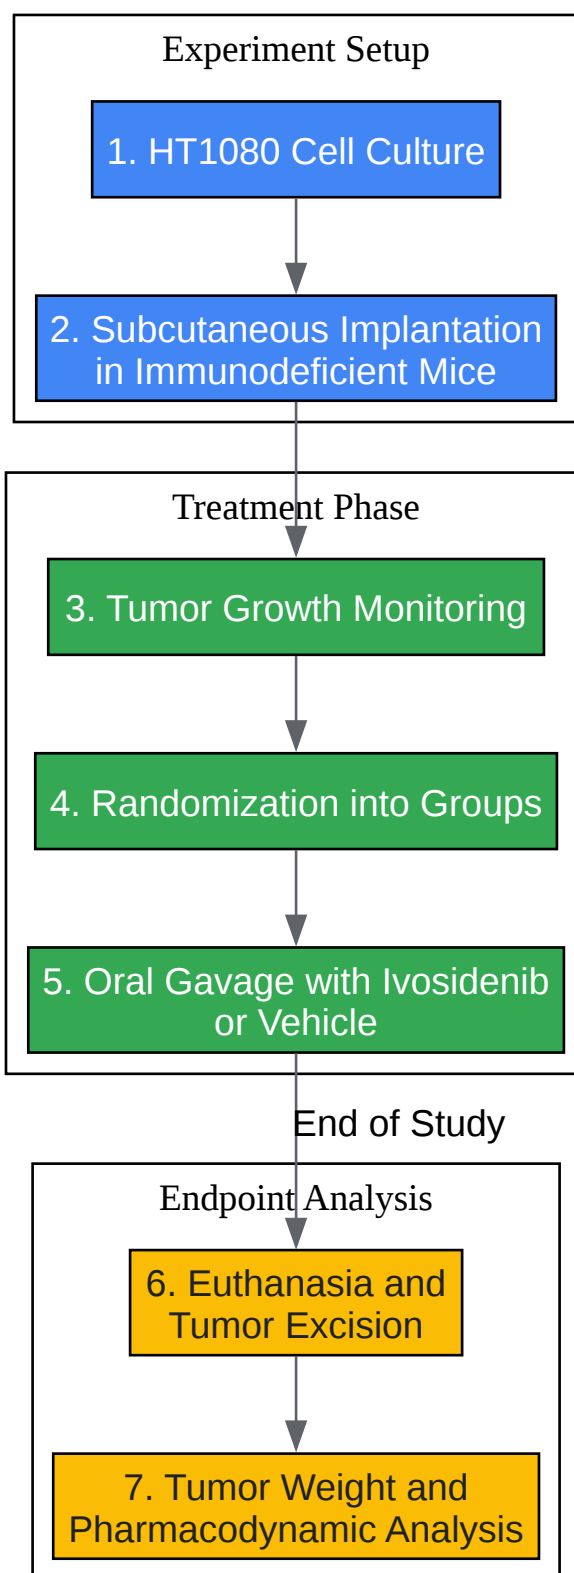 Experiment Setup
1. HT1080 Cell Culture
2. Subcutaneous Implantation
in Immunodeficient Mice
Treatment Phase
3. Tumor Growth Monitoring
4. Randomization into Groups
5. Oral Gavage with Ivosidenib
or Vehicle
End of Study
Endpoint Analysis
6. Euthanasia and
Tumor Excision
7. Tumor Weight and
Pharmacodynamic Analysis